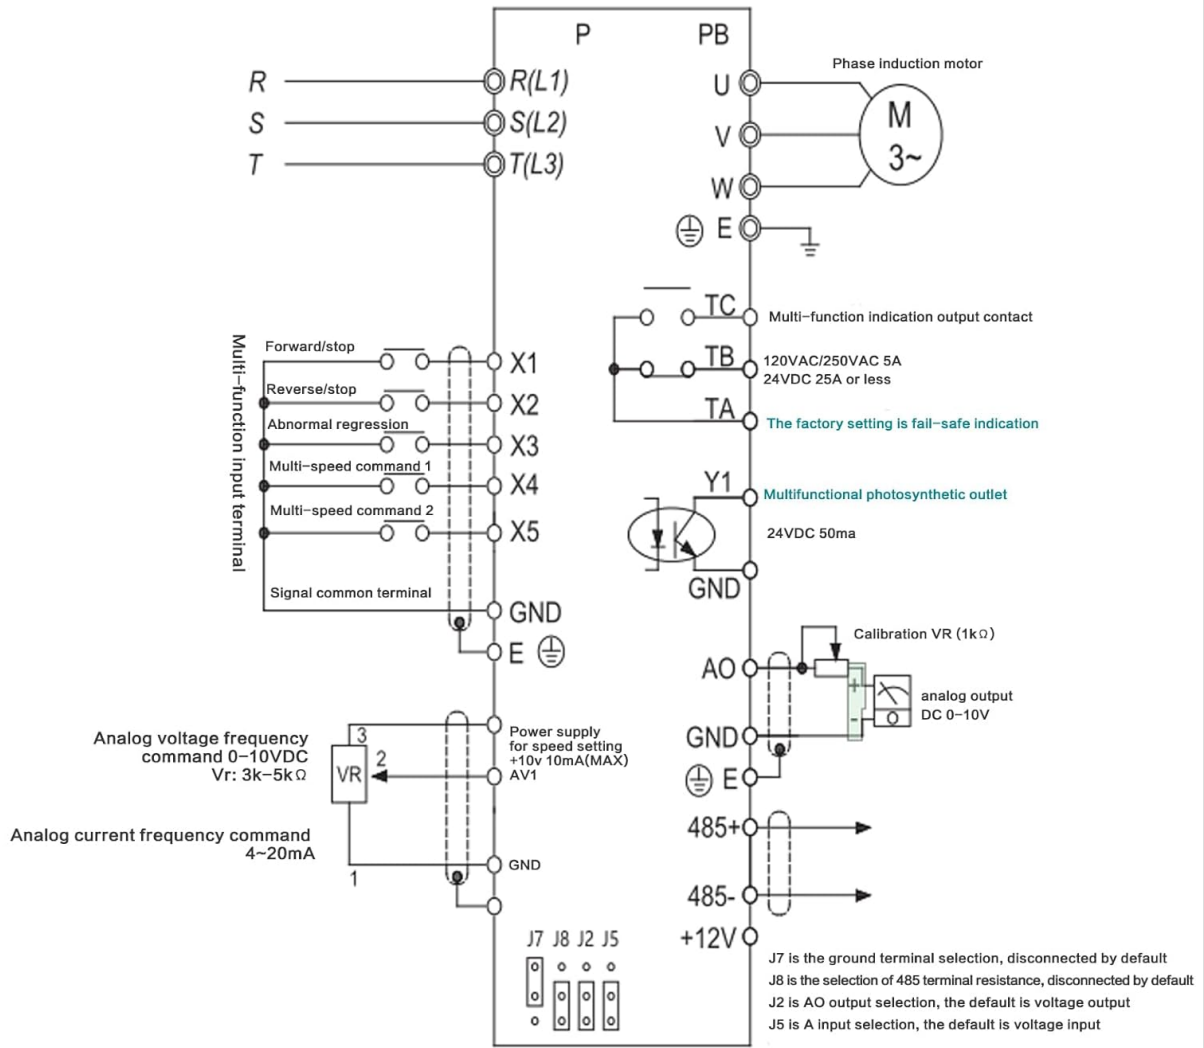 P PB
Phase induction motor
R R(L1)
S S(L2)
T T(L3)
U
V
W
E
M
3~
TC Multi-function indication output contact
TB 120VAC/250VAC 5A
24VDC 25A or less
TA The factory setting is fail-safe indication
Multi-function input terminal
Forward/stop X1
Reverse/stop X2
Abnormal regression X3
Multi-speed command 1 X4
Multi-speed command 2 X5
Signal common terminal GND
E
Y1 Multifunctional photosynthetic outlet
24VDC 50ma
GND
AO Calibration VR (1kΩ)
+
-
analog output
DC 0-10V
GND
E
Analog voltage frequency
command 0-10VDC
Vr: 3k-5kΩ
Analog current frequency command
4~20mA
VR
3
2
1
Power supply
for speed setting
+10v 10mA(MAX)
AV1
GND
485+
485-
+12V
J7 J8 J2 J5
J7 is the ground terminal selection, disconnected by default
J8 is the selection of 485 terminal resistance, disconnected by default
J2 is AO output selection, the default is voltage output
J5 is A input selection, the default is voltage input